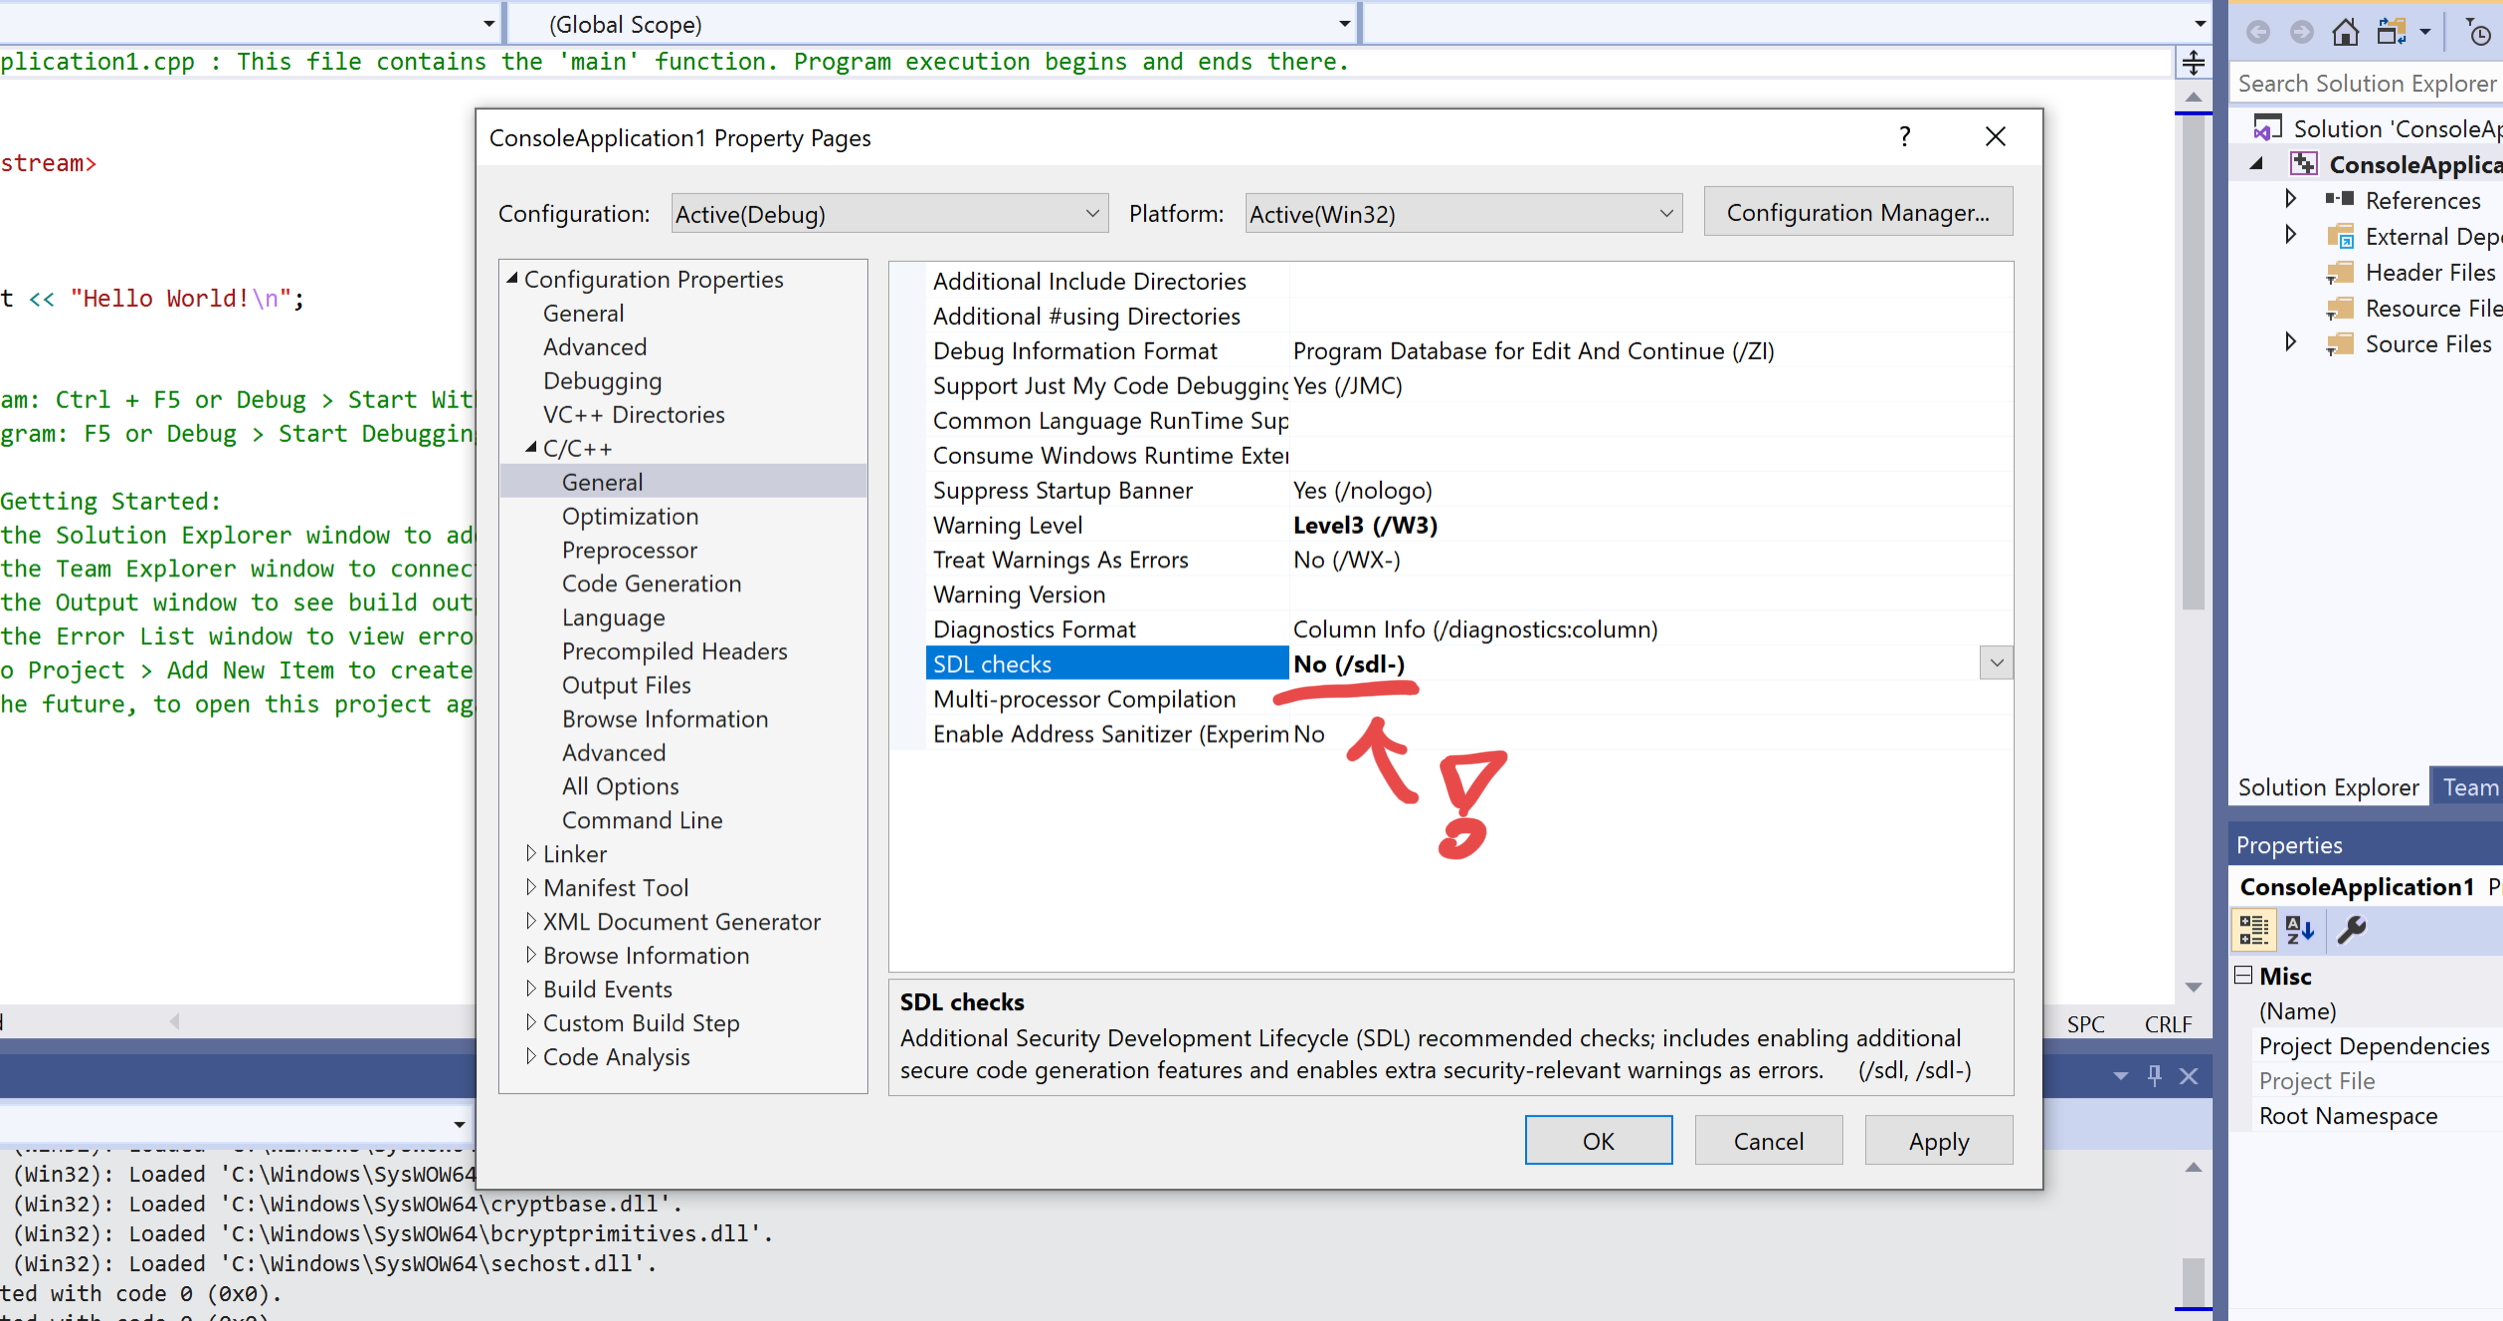 (Global Scope)
plication1.cpp : This file contains the 'main' function. Program execution begins and ends there.
stream>
t << "Hello World!\n";
am: Ctrl + F5 or Debug > Start Wit
gram: F5 or Debug > Start Debugging
Getting Started:
the Solution Explorer window to ad
the Team Explorer window to connec
the Output window to see build out
the Error List window to view erro
o Project > Add New Item to create
he future, to open this project ag
ConsoleApplication1 Property Pages
?
Configuration: Active(Debug) Platform: Active(Win32) Configuration Manager...
Configuration Properties
General
Advanced
Debugging
VC++ Directories
C/C++
General
Optimization
Preprocessor
Code Generation
Language
Precompiled Headers
Output Files
Browse Information
Advanced
All Options
Command Line
Linker
Manifest Tool
XML Document Generator
Browse Information
Build Events
Custom Build Step
Code Analysis
Additional Include Directories
Additional #using Directories
Debug Information Format Program Database for Edit And Continue (/ZI)
Support Just My Code Debugging Yes (/JMC)
Common Language RunTime Sup
Consume Windows Runtime Exter
Suppress Startup Banner Yes (/nologo)
Warning Level Level3 (/W3)
Treat Warnings As Errors No (/WX-)
Warning Version
Diagnostics Format Column Info (/diagnostics:column)
SDL checks No (/sdl-)
Multi-processor Compilation
Enable Address Sanitizer (Experim No
!
SDL checks
Additional Security Development Lifecycle (SDL) recommended checks; includes enabling additional
secure code generation features and enables extra security-relevant warnings as errors. (/sdl, /sdl-)
OK Cancel Apply
SPC CRLF
(Win32): Loaded 'C:\Windows\SysWOW64
(Win32): Loaded 'C:\Windows\SysWOW64\cryptbase.dll'.
(Win32): Loaded 'C:\Windows\SysWOW64\bcryptprimitives.dll'.
(Win32): Loaded 'C:\Windows\SysWOW64\sechost.dll'.
ted with code 0 (0x0).
Search Solution Explorer
Solution 'ConsoleAp
ConsoleApplica
References
External Depe
Header Files
Resource File
Source Files
Solution Explorer Team
Properties
ConsoleApplication1 P
Misc
(Name)
Project Dependencies
Project File
Root Namespace